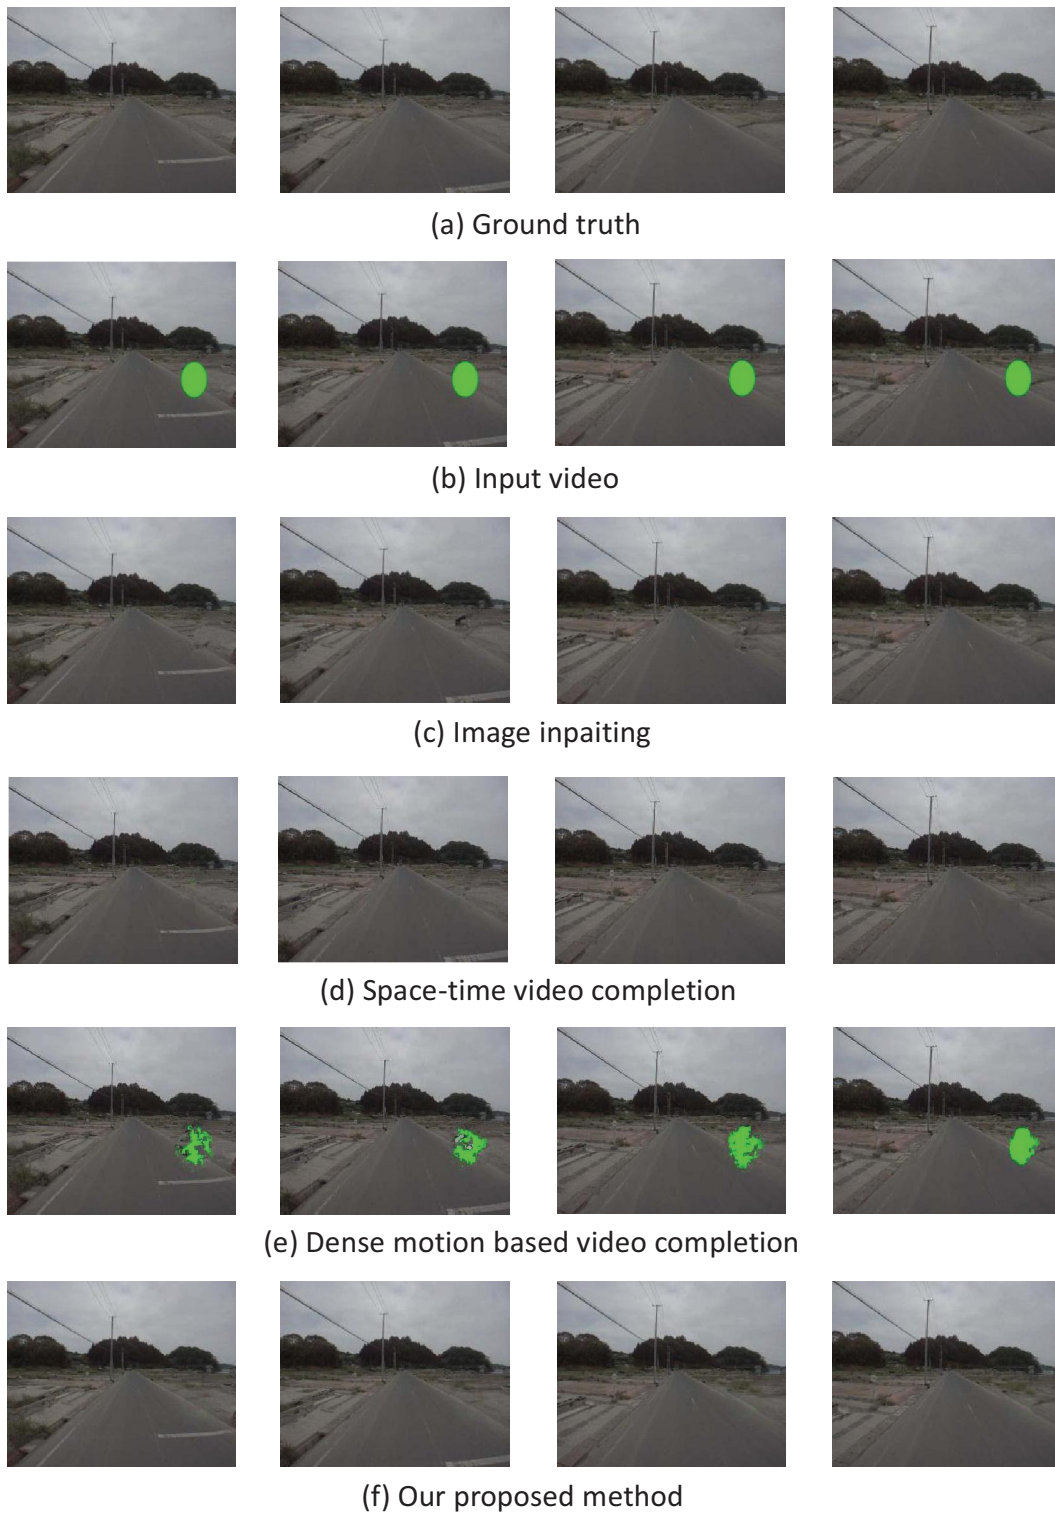 (a) Ground truth
(b) Input video
(c) Image inpaiting
(d) Space-time video completion
(e) Dense motion based video completion
(f) Our proposed method